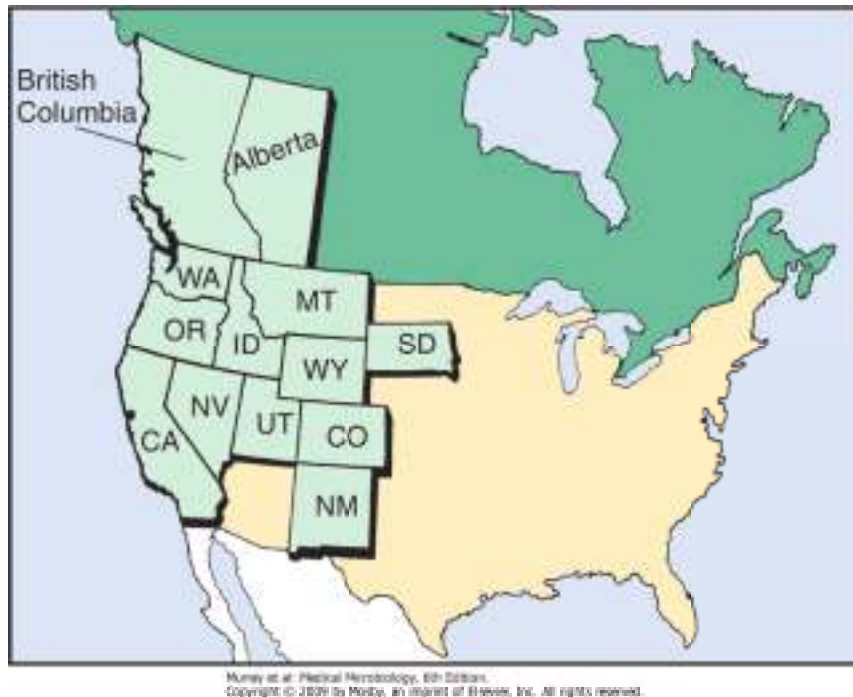 British
Columbia
Alberta
WA
MT
OR
ID
SD
WY
NV
UT
CO
CA
NM
Murray et al: Medical Microbiology, 6th Edition.
Copyright © 2009 by Mosby, an imprint of Elsevier, Inc. All rights reserved.